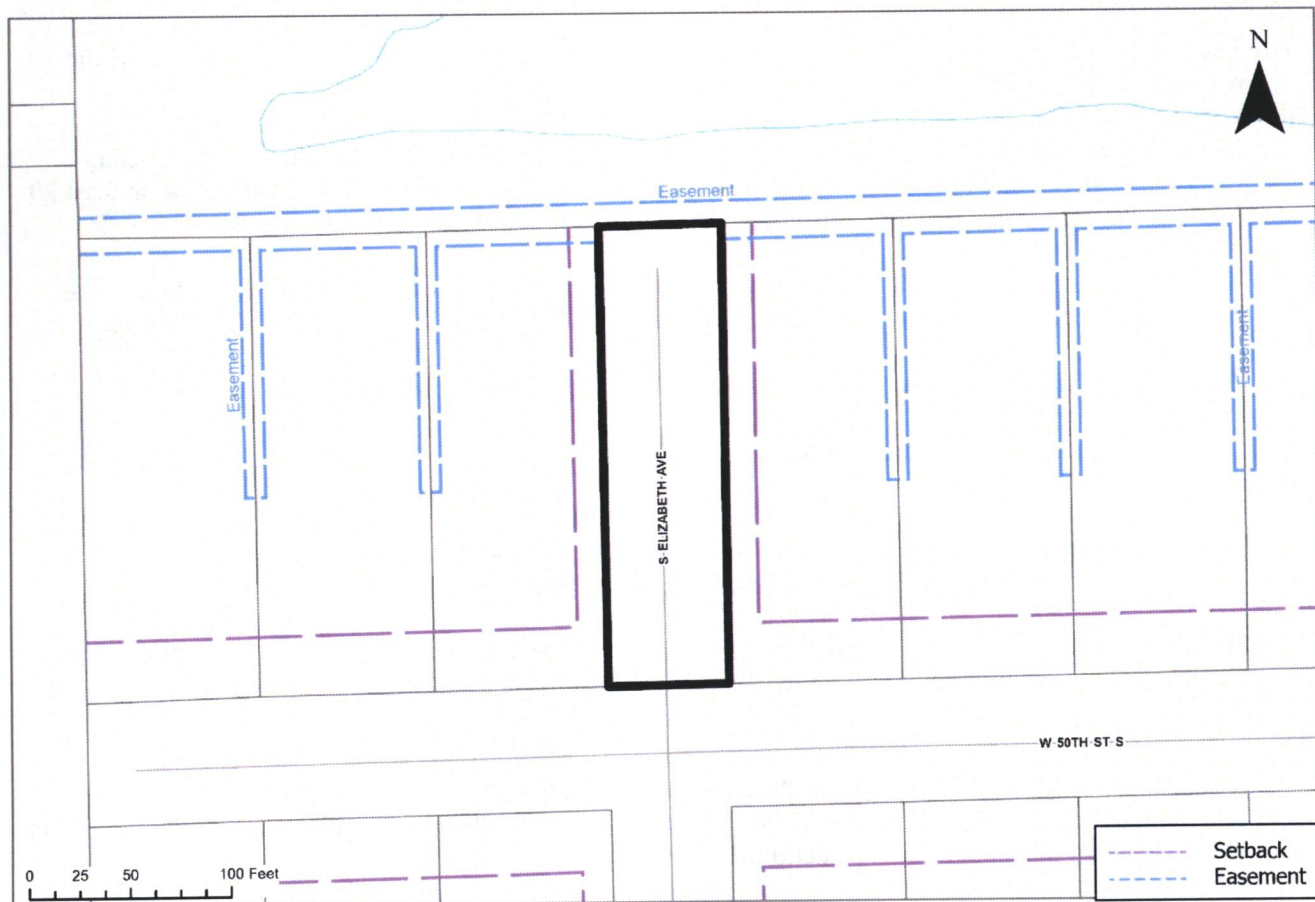 N
Easement
Easement
Easement
S ELIZABETH AVE
W 50TH ST S
0 25 50 100 Feet
Setback
Easement